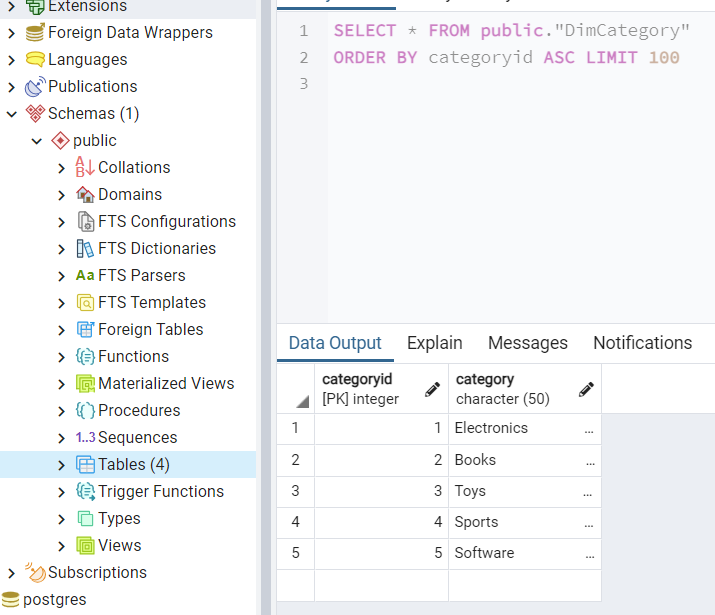 Extensions
Foreign Data Wrappers
Languages
Publications
Schemas (1)
public
Collations
Domains
FTS Configurations
FTS Dictionaries
Aa FTS Parsers
FTS Templates
Foreign Tables
Functions
Materialized Views
Procedures
1..3 Sequences
Tables (4)
Trigger Functions
Types
Views
Subscriptions
postgres
1 SELECT * FROM public."DimCategory"
2 ORDER BY categoryid ASC LIMIT 100
3
Data Output Explain Messages Notifications
categoryid category
[PK] integer character (50)
1 1 Electronics ...
2 2 Books ...
3 3 Toys ...
4 4 Sports ...
5 5 Software ...